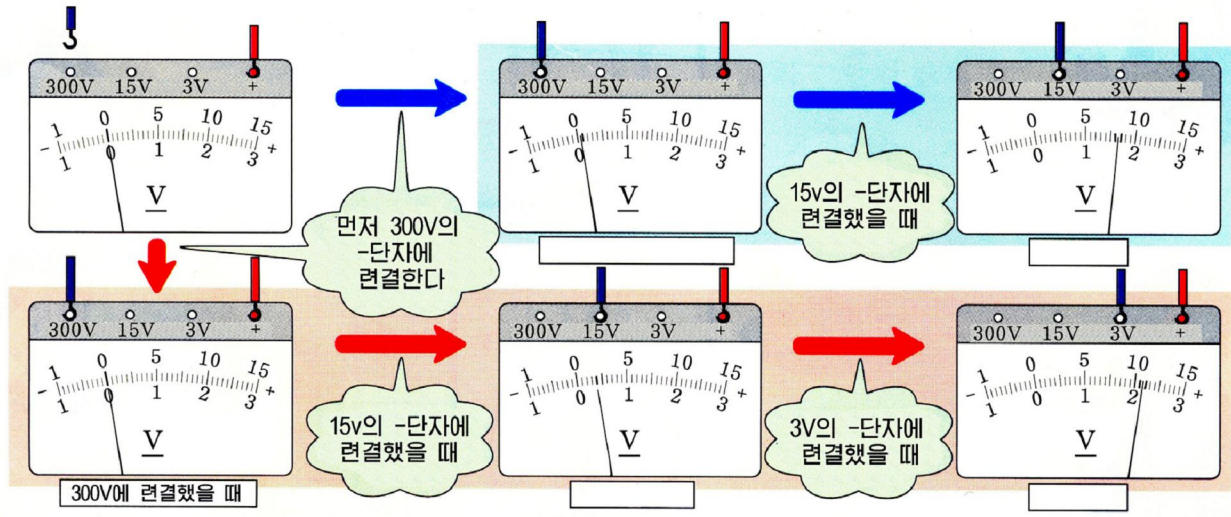 300V 15V 3V +
1 0 5 10 15
- 1 0 1 2 3 +
V
300V 15V 3V +
1 0 5 10 15
- 1 0 1 2 3 +
V
300V 15V 3V +
1 0 5 10 15
- 1 0 1 2 3 +
V
먼저 300V의
-단자에
련결한다
15v의 -단자에
련결했을 때
300V 15V 3V +
1 0 5 10 15
- 1 0 1 2 3 +
V
300V에 련결했을 때
15v의 -단자에
련결했을 때
300V 15V 3V +
1 0 5 10 15
- 1 0 1 2 3 +
V
3V의 -단자에
련결했을 때
300V 15V 3V +
1 0 5 10 15
- 1 0 1 2 3 +
V